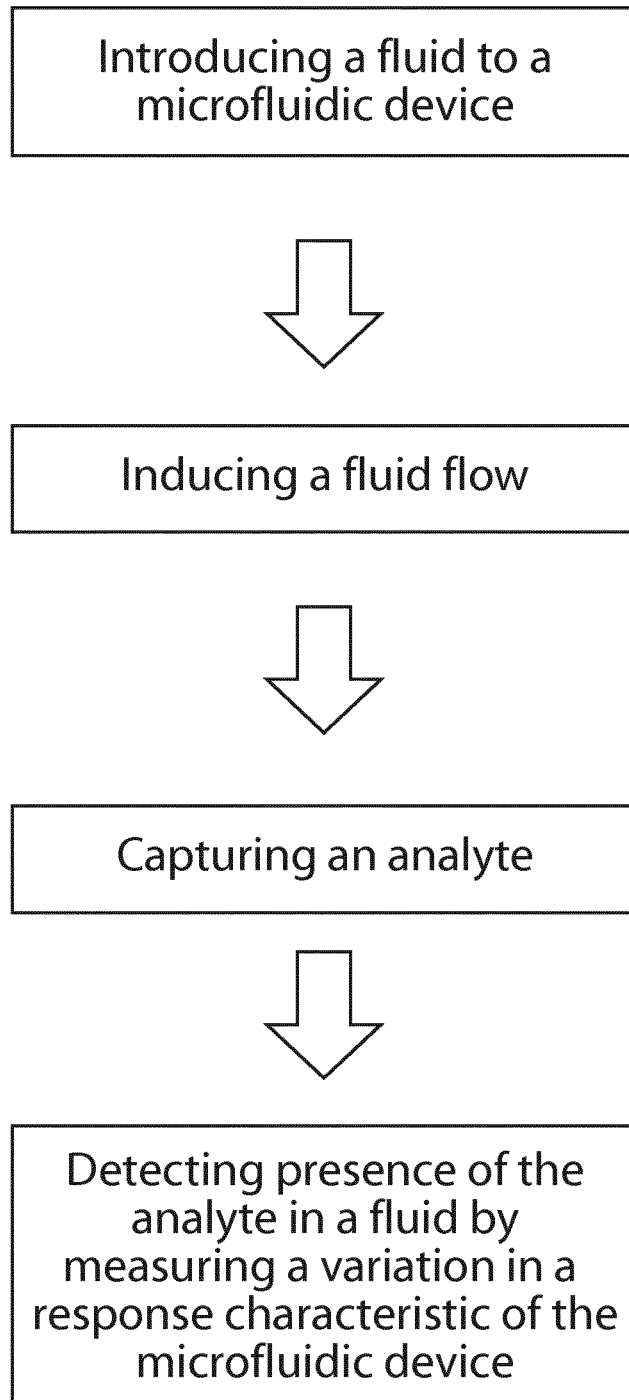 Introducing a fluid to a
microfluidic device
Inducing a fluid flow
Capturing an analyte
Detecting presence of the
analyte in a fluid by
measuring a variation in a
response characteristic of the
microfluidic device